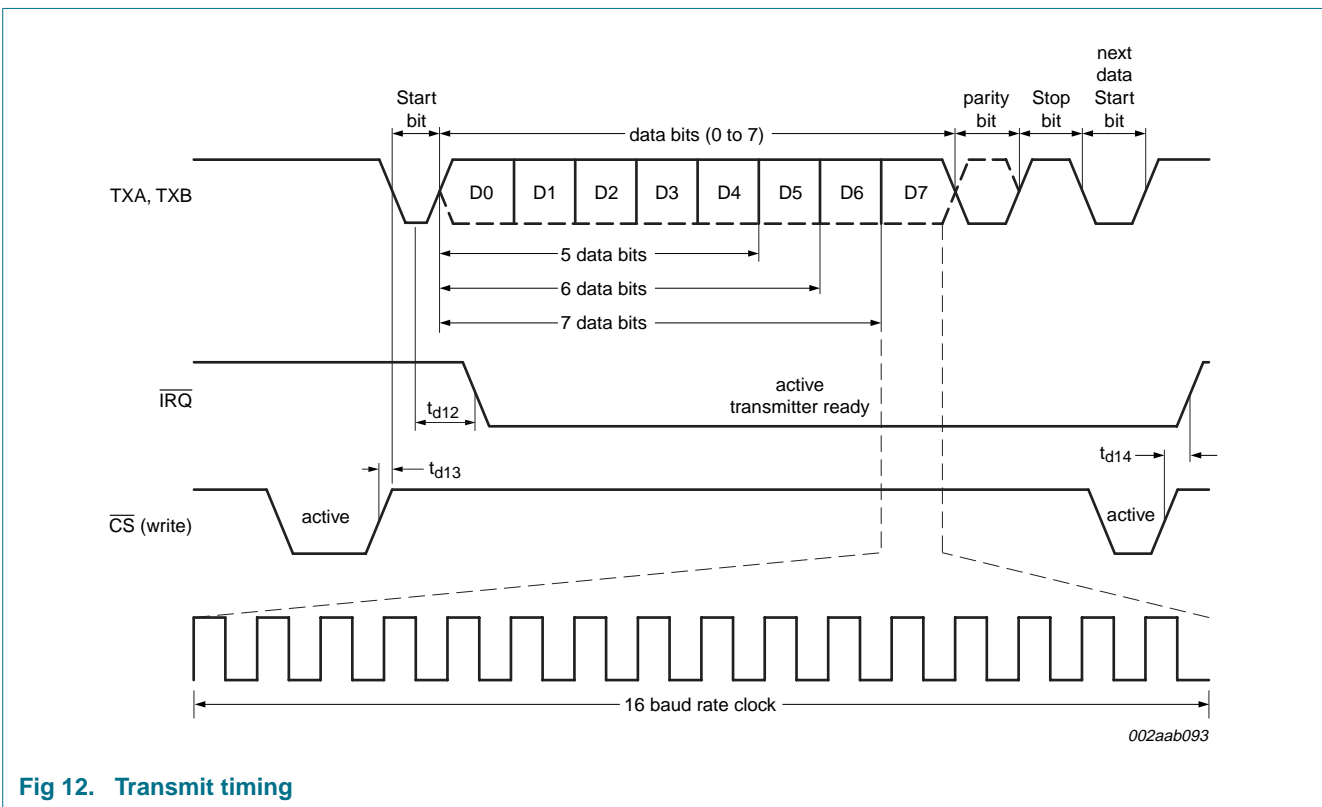 next
data
Start
bit
Start
bit
parity
bit
Stop
bit
data bits (0 to 7)
TXA, TXB
D0 D1 D2 D3 D4 D5 D6 D7
5 data bits
6 data bits
7 data bits
IRQ
active
transmitter ready
td12
td13
td14
CS (write)
active
active
16 baud rate clock
002aab093
Fig 12. Transmit timing